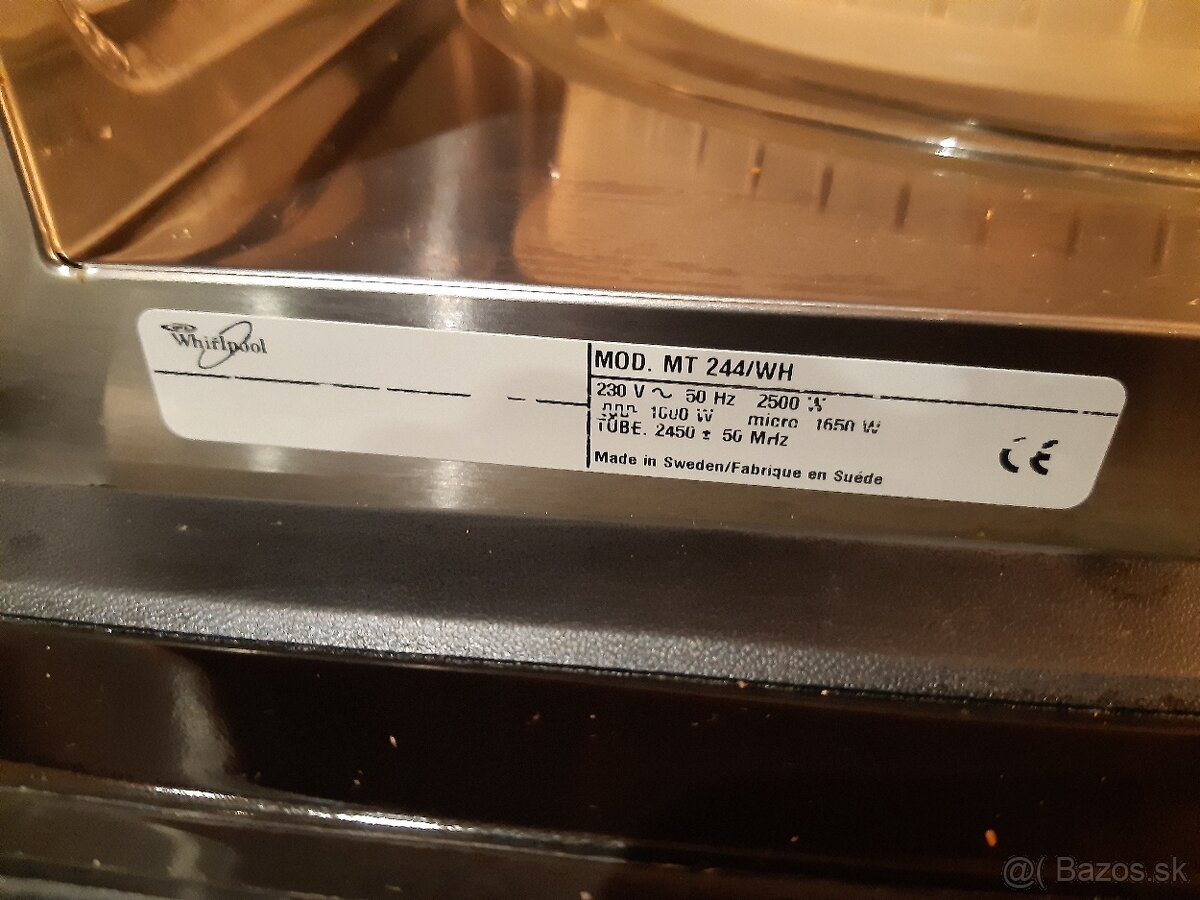 Whirlpool
MOD. MT 244/WH
230 V ~ 50 Hz 2500 W
1000 W micro 1650 W
TUBE. 2450 ± 50 MHz
Made in Sweden/Fabrique en Suéde
CE
@( Bazos.sk